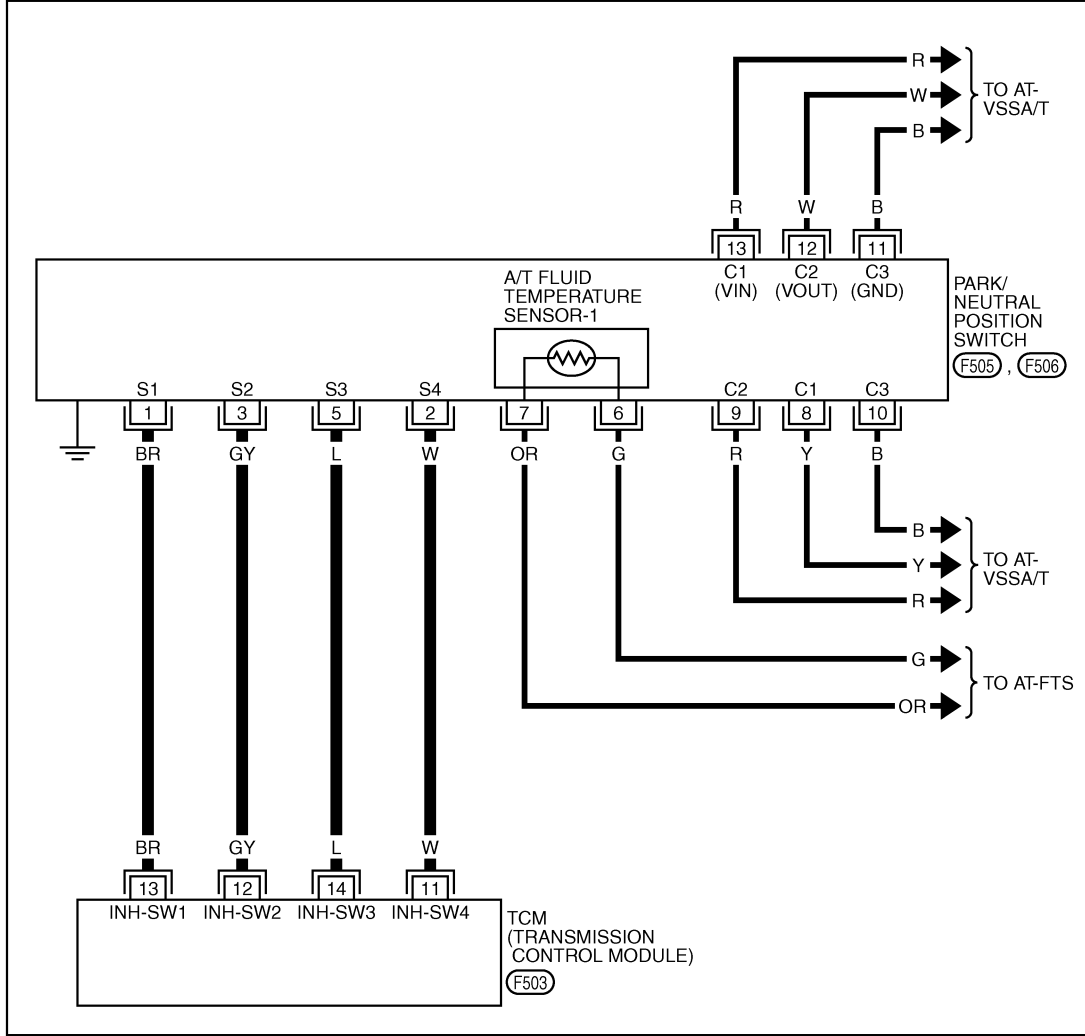 R
W
B
TO AT-
VSSA/T
R W B
13 12 11
C1 C2 C3
(VIN) (VOUT) (GND)
A/T FLUID
TEMPERATURE
SENSOR-1
PARK/
NEUTRAL
POSITION
SWITCH
F505 , F506
S1 S2 S3 S4 C2 C1 C3
1 3 5 2 7 6 9 8 10
BR GY L W OR G R Y B
B
Y
R
TO AT-
VSSA/T
G
OR
TO AT-FTS
BR GY L W
13 12 14 11
INH-SW1 INH-SW2 INH-SW3 INH-SW4
TCM
(TRANSMISSION
CONTROL MODULE)
F503